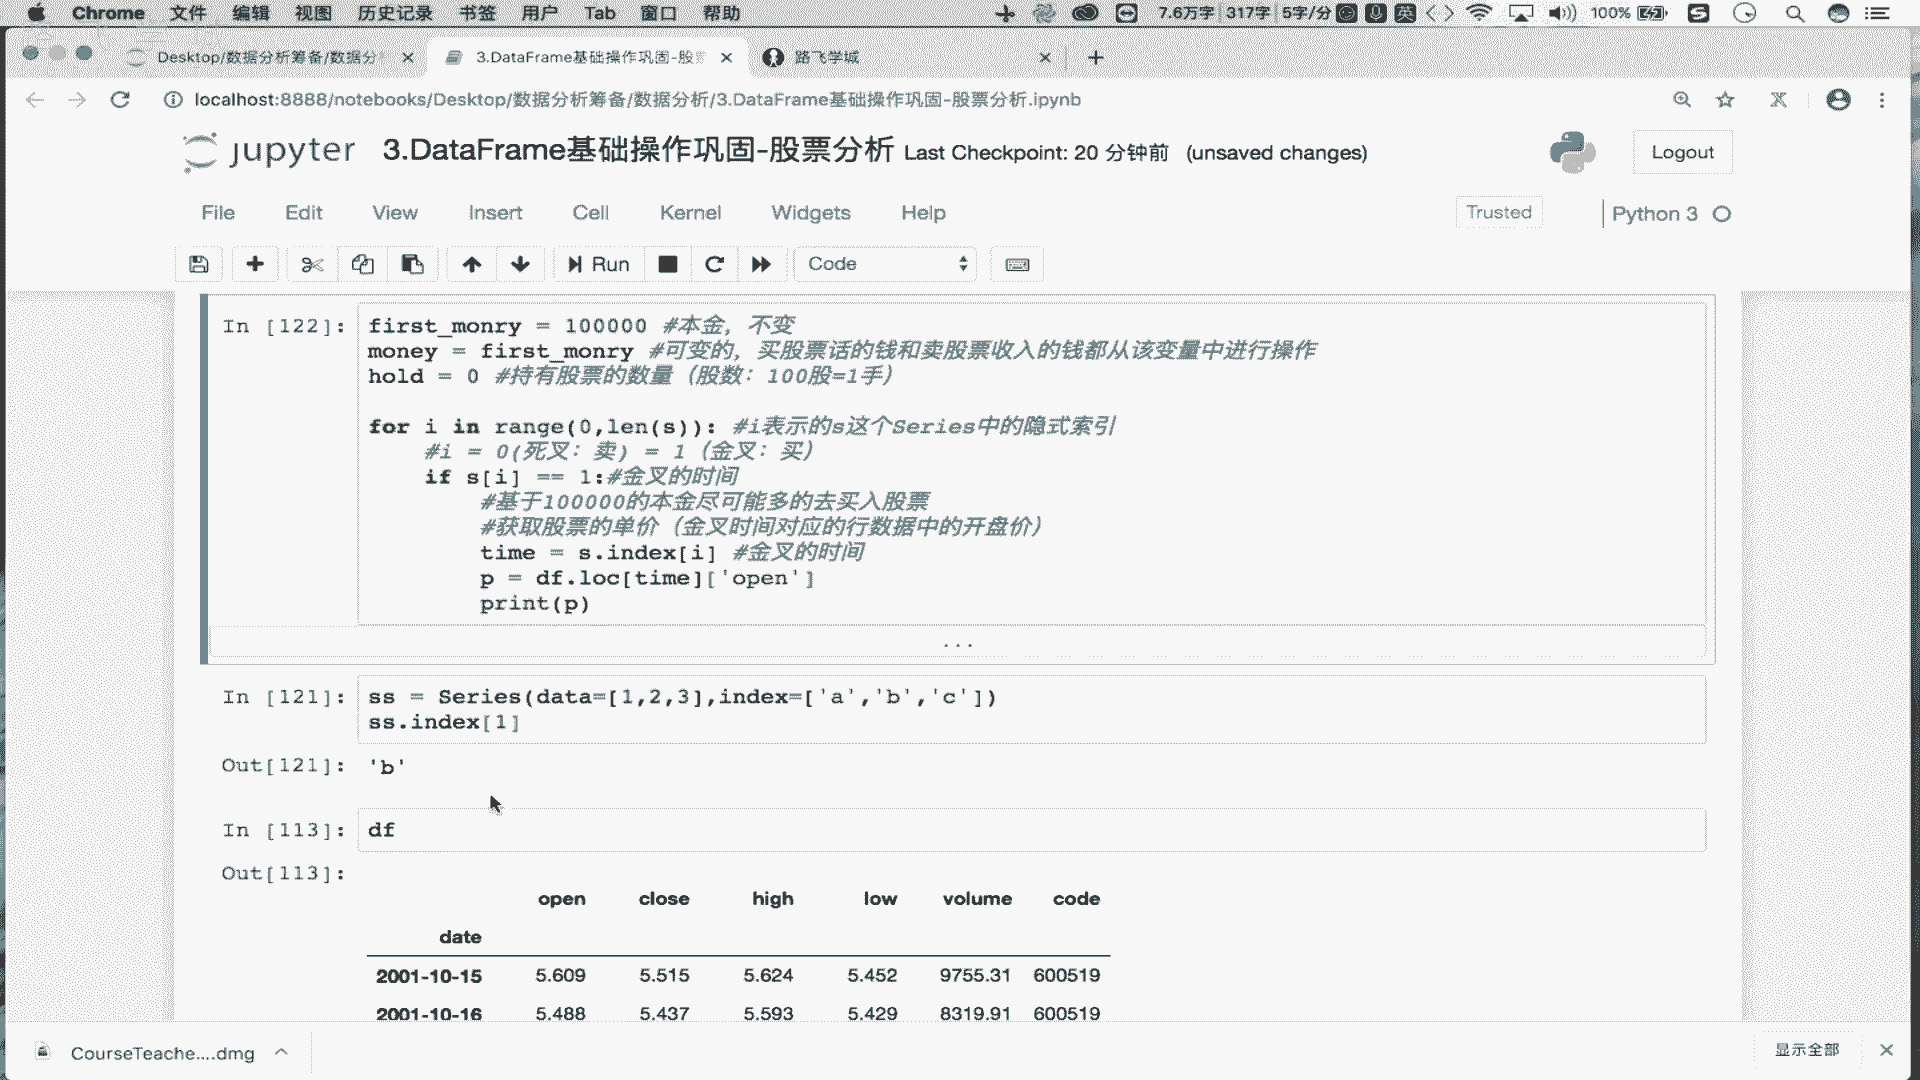 Chrome 文件 编辑 视图 历史记录 书签 用户 Tab 窗口 帮助 7.6万字 317字 5字/分 英 100%
Desktop/数据分析筹备/数据分 3.DataFrame基础操作巩固-股 路飞学城
localhost:8888/notebooks/Desktop/数据分析筹备/数据分析/3.DataFrame基础操作巩固-股票分析.ipynb
jupyter 3.DataFrame基础操作巩固-股票分析 Last Checkpoint: 20 分钟前 (unsaved changes) Logout
File Edit View Insert Cell Kernel Widgets Help Trusted Python 3
Run Code
In [122]: first_monry = 100000 #本金，不变
money = first_monry #可变的，买股票话的钱和卖股票收入的钱都从该变量中进行操作
hold = 0 #持有股票的数量（股数：100股=1手）
for i in range(0,len(s)): #i表示的s这个Series中的隐式索引
#i = 0(死叉：卖) = 1（金叉：买）
if s[i] == 1:#金叉的时间
#基于100000的本金尽可能多的去买入股票
#获取股票的单价（金叉时间对应的行数据中的开盘价）
time = s.index[i] #金叉的时间
p = df.loc[time]['open']
print(p)
...
In [121]: ss = Series(data=[1,2,3],index=['a','b','c'])
ss.index[1]
Out[121]: 'b'
In [113]: df
Out[113]:
open close high low volume code
date
2001-10-15 5.609 5.515 5.624 5.452 9755.31 600519
2001-10-16 5.488 5.437 5.593 5.429 8319.91 600519
CourseTeache....dmg 显示全部